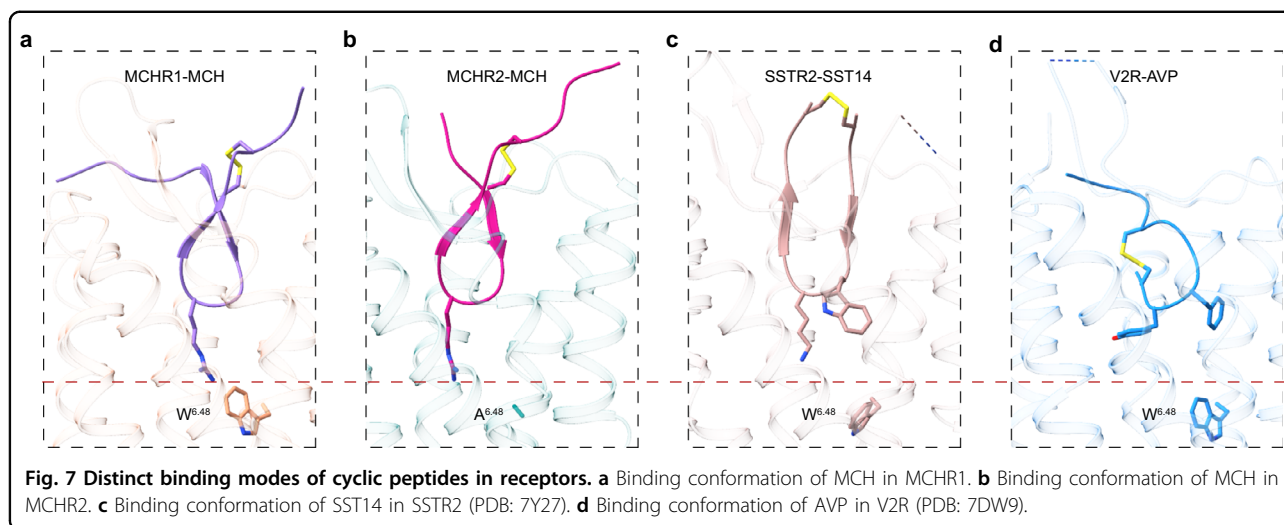 a
MCHR1-MCH
W6.48
b
MCHR2-MCH
A6.48
c
SSTR2-SST14
W6.48
d
V2R-AVP
W6.48
Fig. 7 Distinct binding modes of cyclic peptides in receptors. a Binding conformation of MCH in MCHR1. b Binding conformation of MCH in
MCHR2. c Binding conformation of SST14 in SSTR2 (PDB: 7Y27). d Binding conformation of AVP in V2R (PDB: 7DW9).